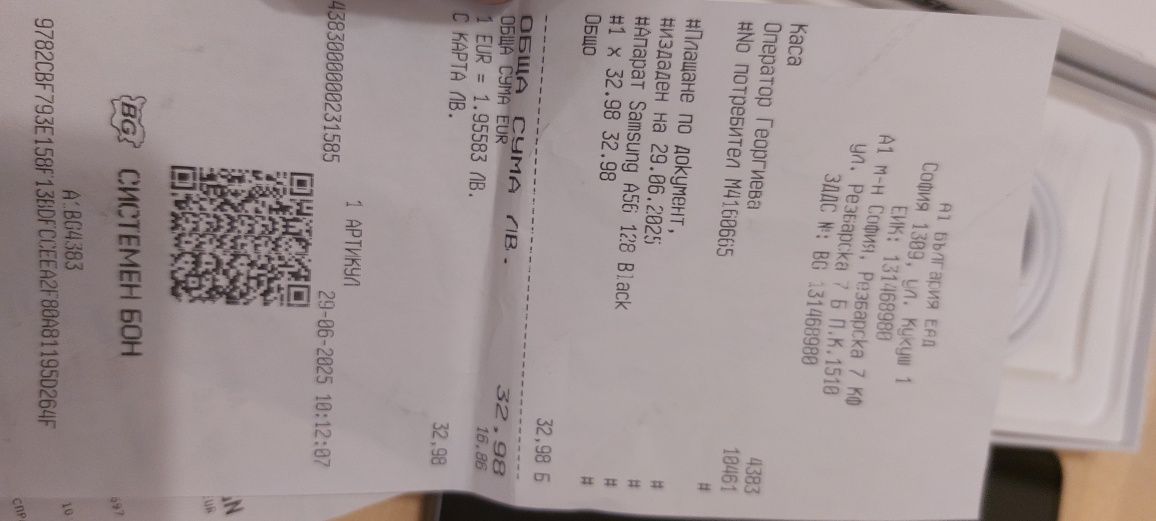 А1 България ЕАД
София 1309, ул. Кукуш 1
ЕИК: 131468980
А1 м-н София, Резбарска 7 КФ
ул. Резбарска 7 Б П.К.1510
ЗДДС №: BG 131468980
Каса 4383
Оператор Георгиева 10461
#No потребител M4160665 #
#Плащане по документ, #
#издаден на 29.06.2025 #
#Апарат Samsung A56 128 Black #
#1 x 32.98 32.98 #
Общо 32,98 Б
ОБЩА СУМА ЛВ. 32,98
ОБЩА СУМА EUR 16.86
1 EUR = 1.95583 ЛВ.
С КАРТА ЛВ. 32,98
1 АРТИКУЛ
4383000000231585 29-06-2025 10:12:07
BG СИСТЕМЕН БОН
A1BG4383